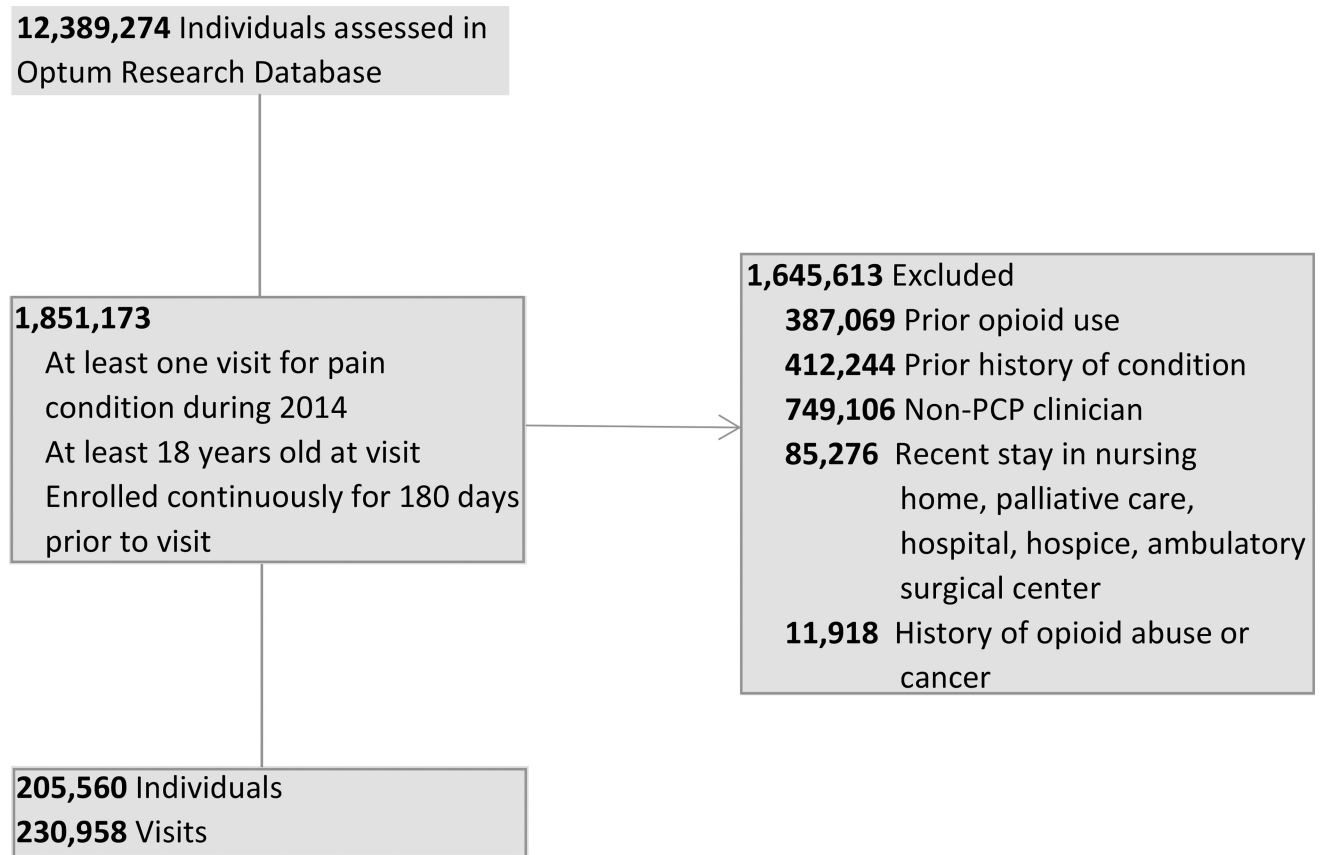 12,389,274 Individuals assessed in
Optum Research Database
1,851,173
At least one visit for pain
condition during 2014
At least 18 years old at visit
Enrolled continuously for 180 days
prior to visit
1,645,613 Excluded
387,069 Prior opioid use
412,244 Prior history of condition
749,106 Non-PCP clinician
85,276 Recent stay in nursing
home, palliative care,
hospital, hospice, ambulatory
surgical center
11,918 History of opioid abuse or
cancer
205,560 Individuals
230,958 Visits